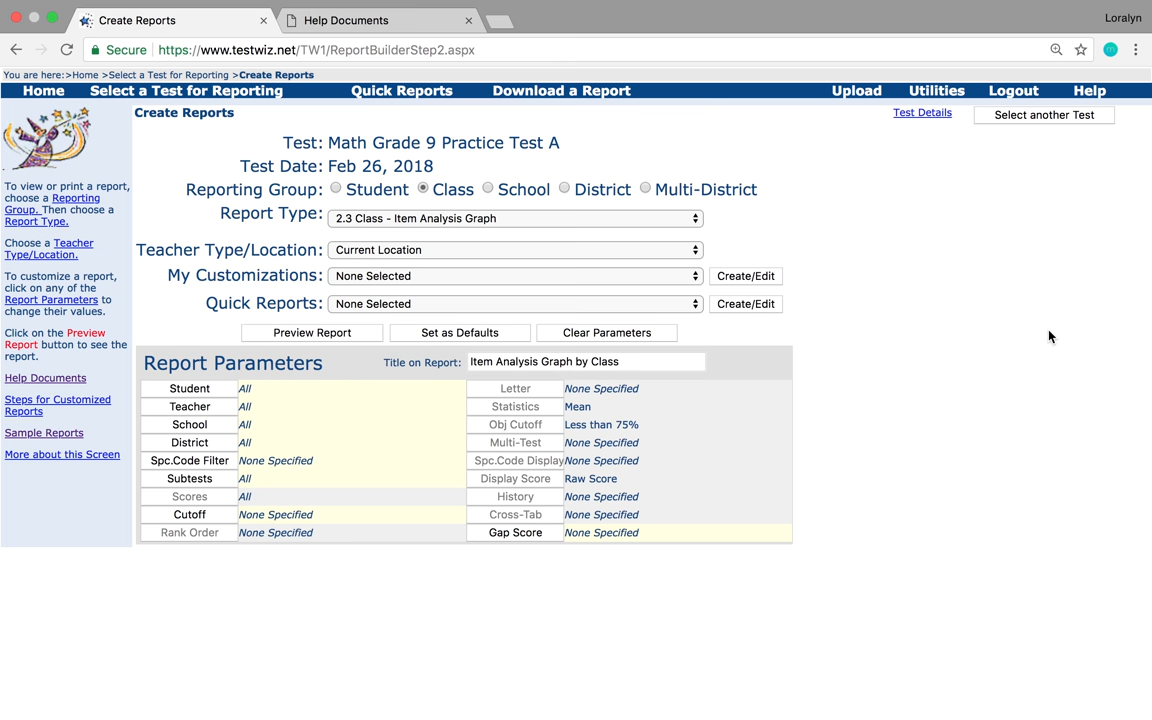 Create Reports
Help Documents
Loralyn
Secure https://www.testwiz.net/TW1/ReportBuilderStep2.aspx
You are here:>Home >Select a Test for Reporting >Create Reports
Home Select a Test for Reporting Quick Reports Download a Report Upload Utilities Logout Help
Create Reports
Test Details
Select another Test
To view or print a report,
choose a Reporting
Group. Then choose a
Report Type.
Choose a Teacher
Type/Location.
To customize a report,
click on any of the
Report Parameters to
change their values.
Click on the Preview
Report button to see the
report.
Help Documents
Steps for Customized
Reports
Sample Reports
More about this Screen
Test: Math Grade 9 Practice Test A
Test Date: Feb 26, 2018
Reporting Group: Student Class School District Multi-District
Report Type: 2.3 Class - Item Analysis Graph
Teacher Type/Location: Current Location
My Customizations: None Selected Create/Edit
Quick Reports: None Selected Create/Edit
Preview Report Set as Defaults Clear Parameters
Report Parameters Title on Report: Item Analysis Graph by Class
Student All Letter None Specified
Teacher All Statistics Mean
School All Obj Cutoff Less than 75%
District All Multi-Test None Specified
Spc.Code Filter None Specified Spc.Code Display None Specified
Subtests All Display Score Raw Score
Scores All History None Specified
Cutoff None Specified Cross-Tab None Specified
Rank Order None Specified Gap Score None Specified